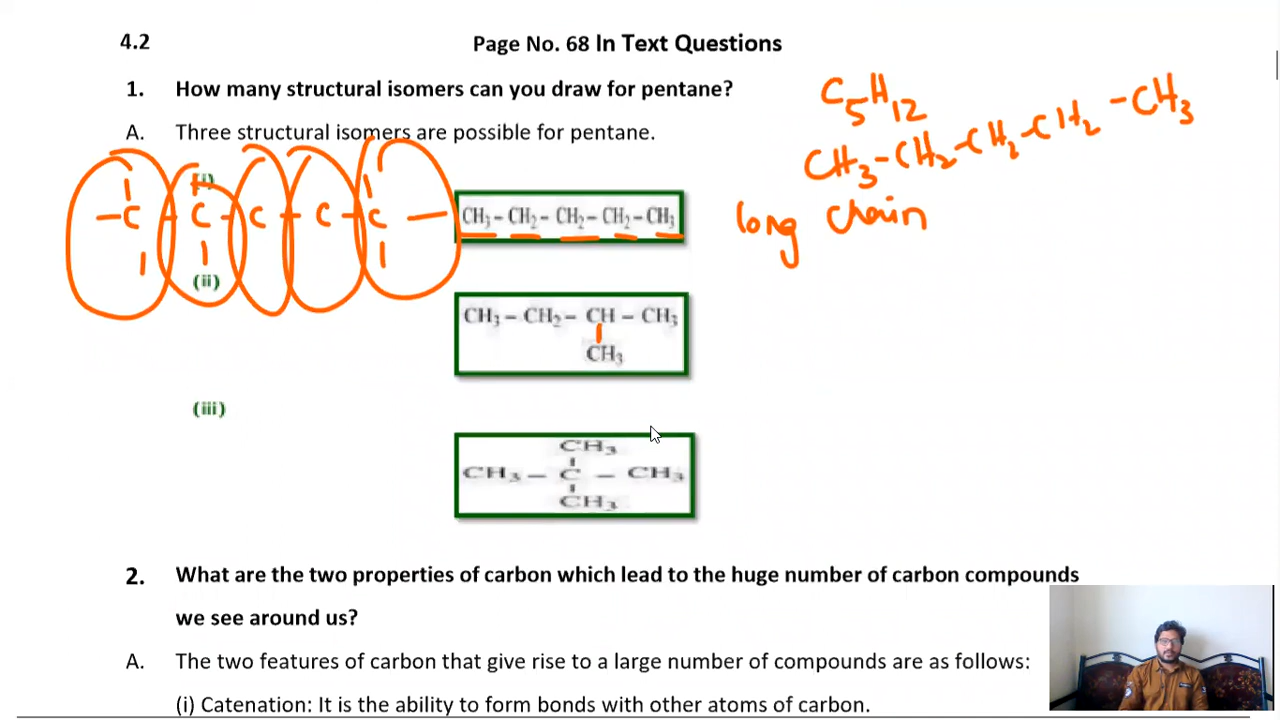 4.2 Page No. 68 In Text Questions
1. How many structural isomers can you draw for pentane?
C5H12
A. Three structural isomers are possible for pentane.
CH3-CH2-CH2-CH2-CH3
(i)
-C-C-C-C-C-
CH3 – CH2 – CH2 – CH2 – CH3
long chain
(ii)
CH3 – CH2 – CH – CH3
CH3
(iii)
CH3
CH3 – C – CH3
CH3
2. What are the two properties of carbon which lead to the huge number of carbon compounds
we see around us?
A. The two features of carbon that give rise to a large number of compounds are as follows:
(i) Catenation: It is the ability to form bonds with other atoms of carbon.